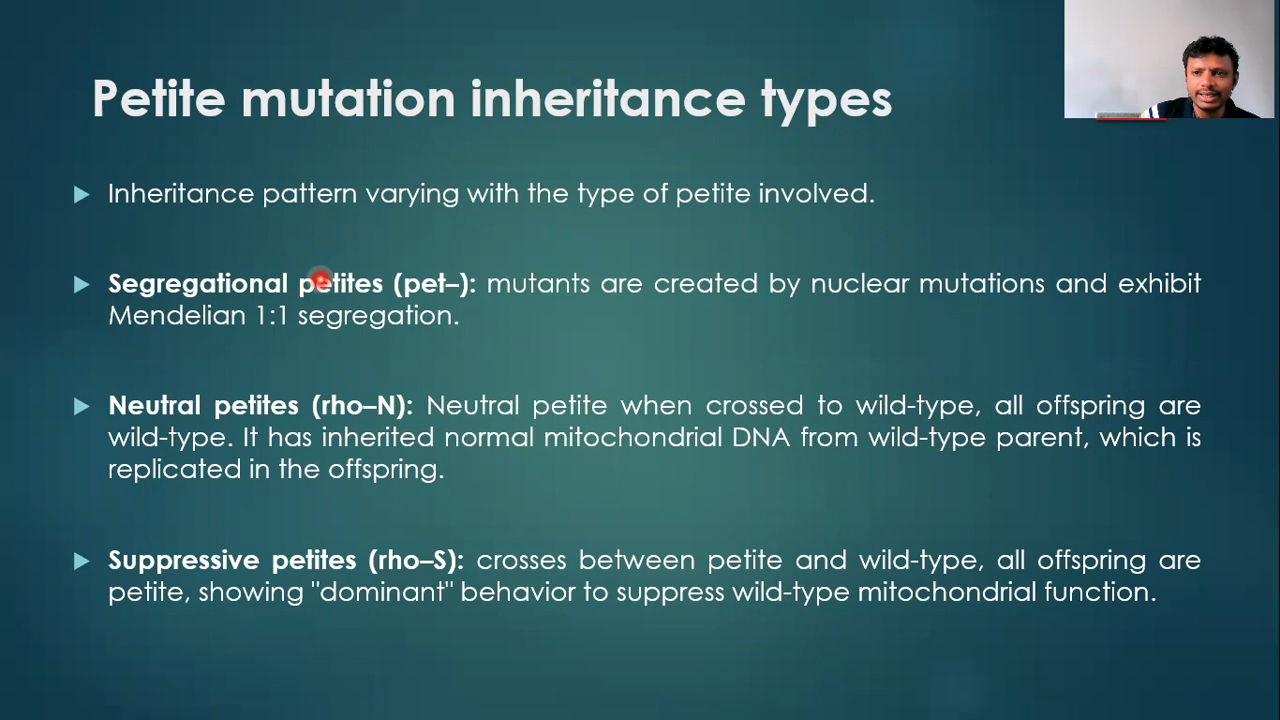 Petite mutation inheritance types
Inheritance pattern varying with the type of petite involved.
Segregational petites (pet–): mutants are created by nuclear mutations and exhibit
Mendelian 1:1 segregation.
Neutral petites (rho–N): Neutral petite when crossed to wild-type, all offspring are
wild-type. It has inherited normal mitochondrial DNA from wild-type parent, which is
replicated in the offspring.
Suppressive petites (rho–S): crosses between petite and wild-type, all offspring are
petite, showing "dominant" behavior to suppress wild-type mitochondrial function.